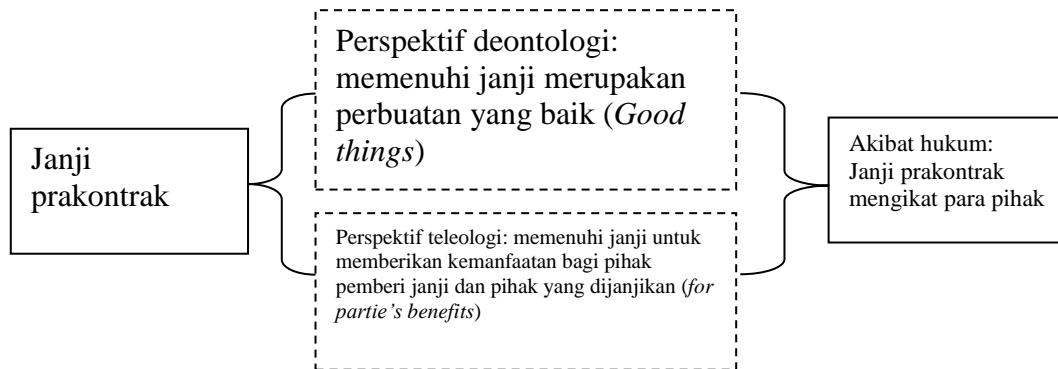 Janji
prakontrak
Perspektif deontologi:
memenuhi janji merupakan
perbuatan yang baik (Good
things)
Perspektif teleologi: memenuhi janji untuk
memberikan kemanfaatan bagi pihak
pemberi janji dan pihak yang dijanjikan (for
partie’s benefits)
Akibat hukum:
Janji prakontrak
mengikat para pihak